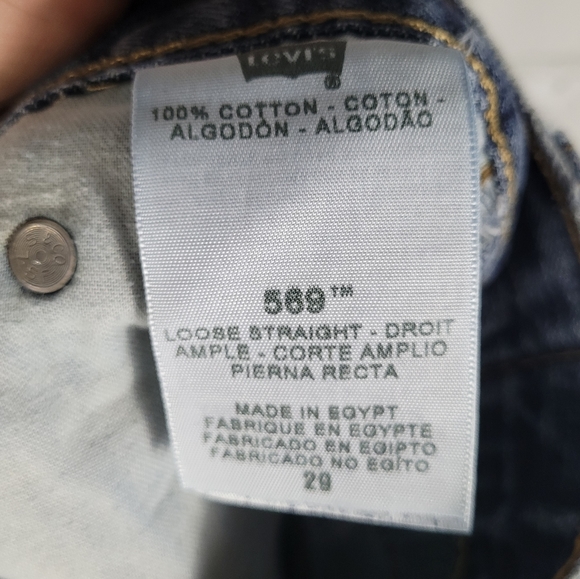 Levi's
®
100% COTTON - COTON -
ALGODÓN - ALGODÃO
569™
LOOSE STRAIGHT - DROIT
AMPLE - CORTE AMPLIO
PIERNA RECTA
MADE IN EGYPT
FABRIQUE EN EGYPTE
FABRICADO EN EGIPTO
FABRICADO NO EGÍTO
29